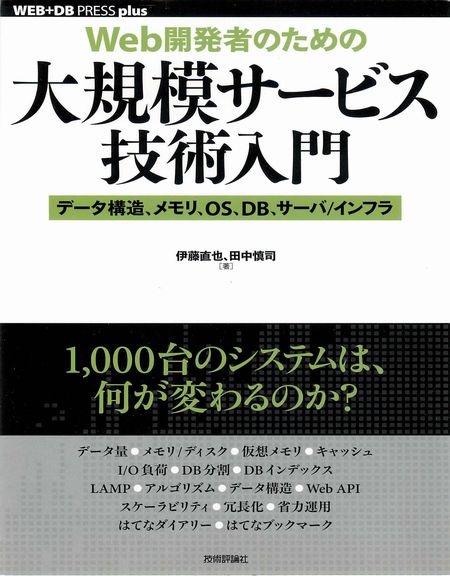 WEB+DB PRESS plus
Web開発者のための
大規模サービス
技術入門
データ構造、メモリ、OS、DB、サーバ/インフラ
伊藤直也、田中慎司
[著]
1,000台のシステムは、
何が変わるのか?
データ量●メモリ/ディスク●仮想メモリ●キャッシュ
I/O負荷●DB分割●DBインデックス
LAMP●アルゴリズム●データ構造●Web API
スケーラビリティ●冗長化●省力運用
はてなダイアリー●はてなブックマーク
技術評論社